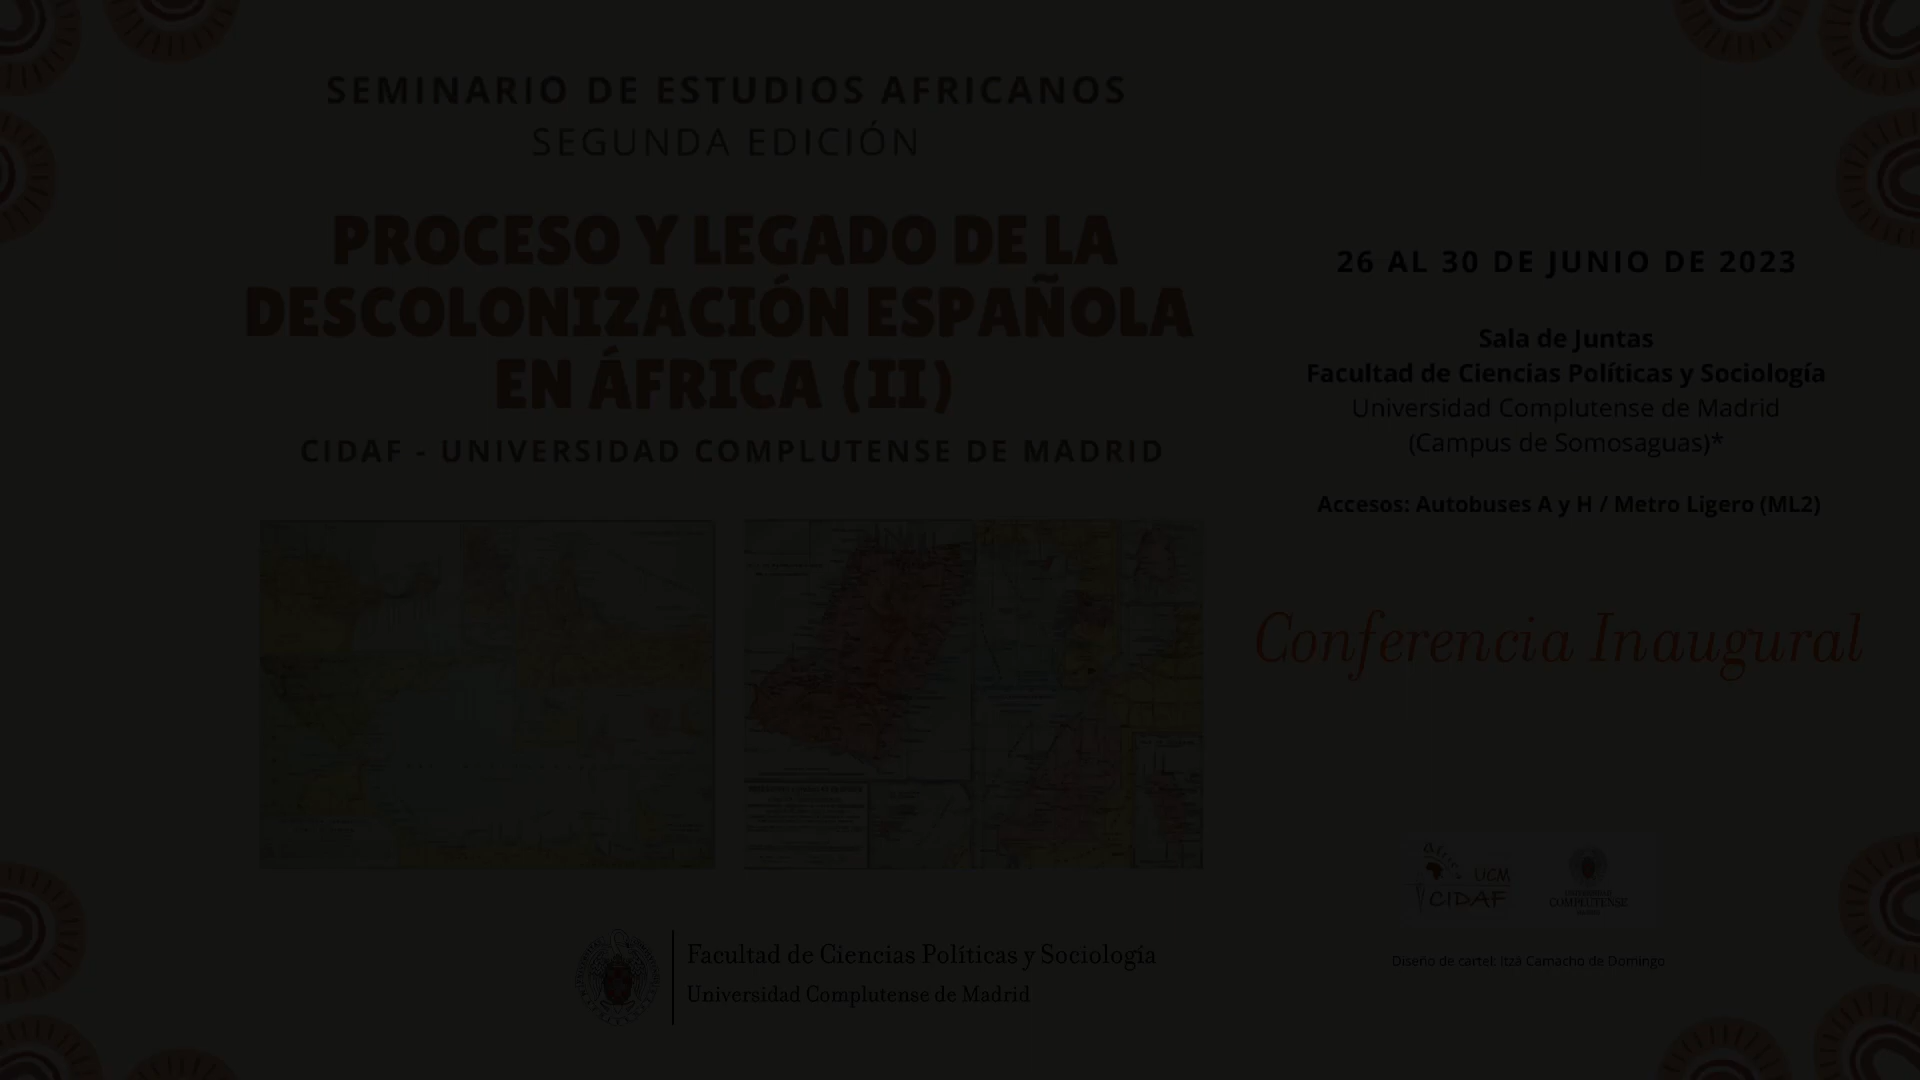 SEMINARIO DE ESTUDIOS AFRICANOS
SEGUNDA EDICIÓN
PROCESO Y LEGADO DE LA
DESCOLONIZACIÓN ESPAÑOLA
EN ÁFRICA (II)
CIDAF - UNIVERSIDAD COMPLUTENSE DE MADRID
26 AL 30 DE JUNIO DE 2023
Sala de Juntas
Facultad de Ciencias Políticas y Sociología
Universidad Complutense de Madrid
(Campus de Somosaguas)*
Accesos: Autobuses A y H / Metro Ligero (ML2)
Conferencia Inaugural
UCM
CIDAF
COMPLUTENSE
Diseño de cartel: Itzá Camacho de Domingo
Facultad de Ciencias Políticas y Sociología
Universidad Complutense de Madrid